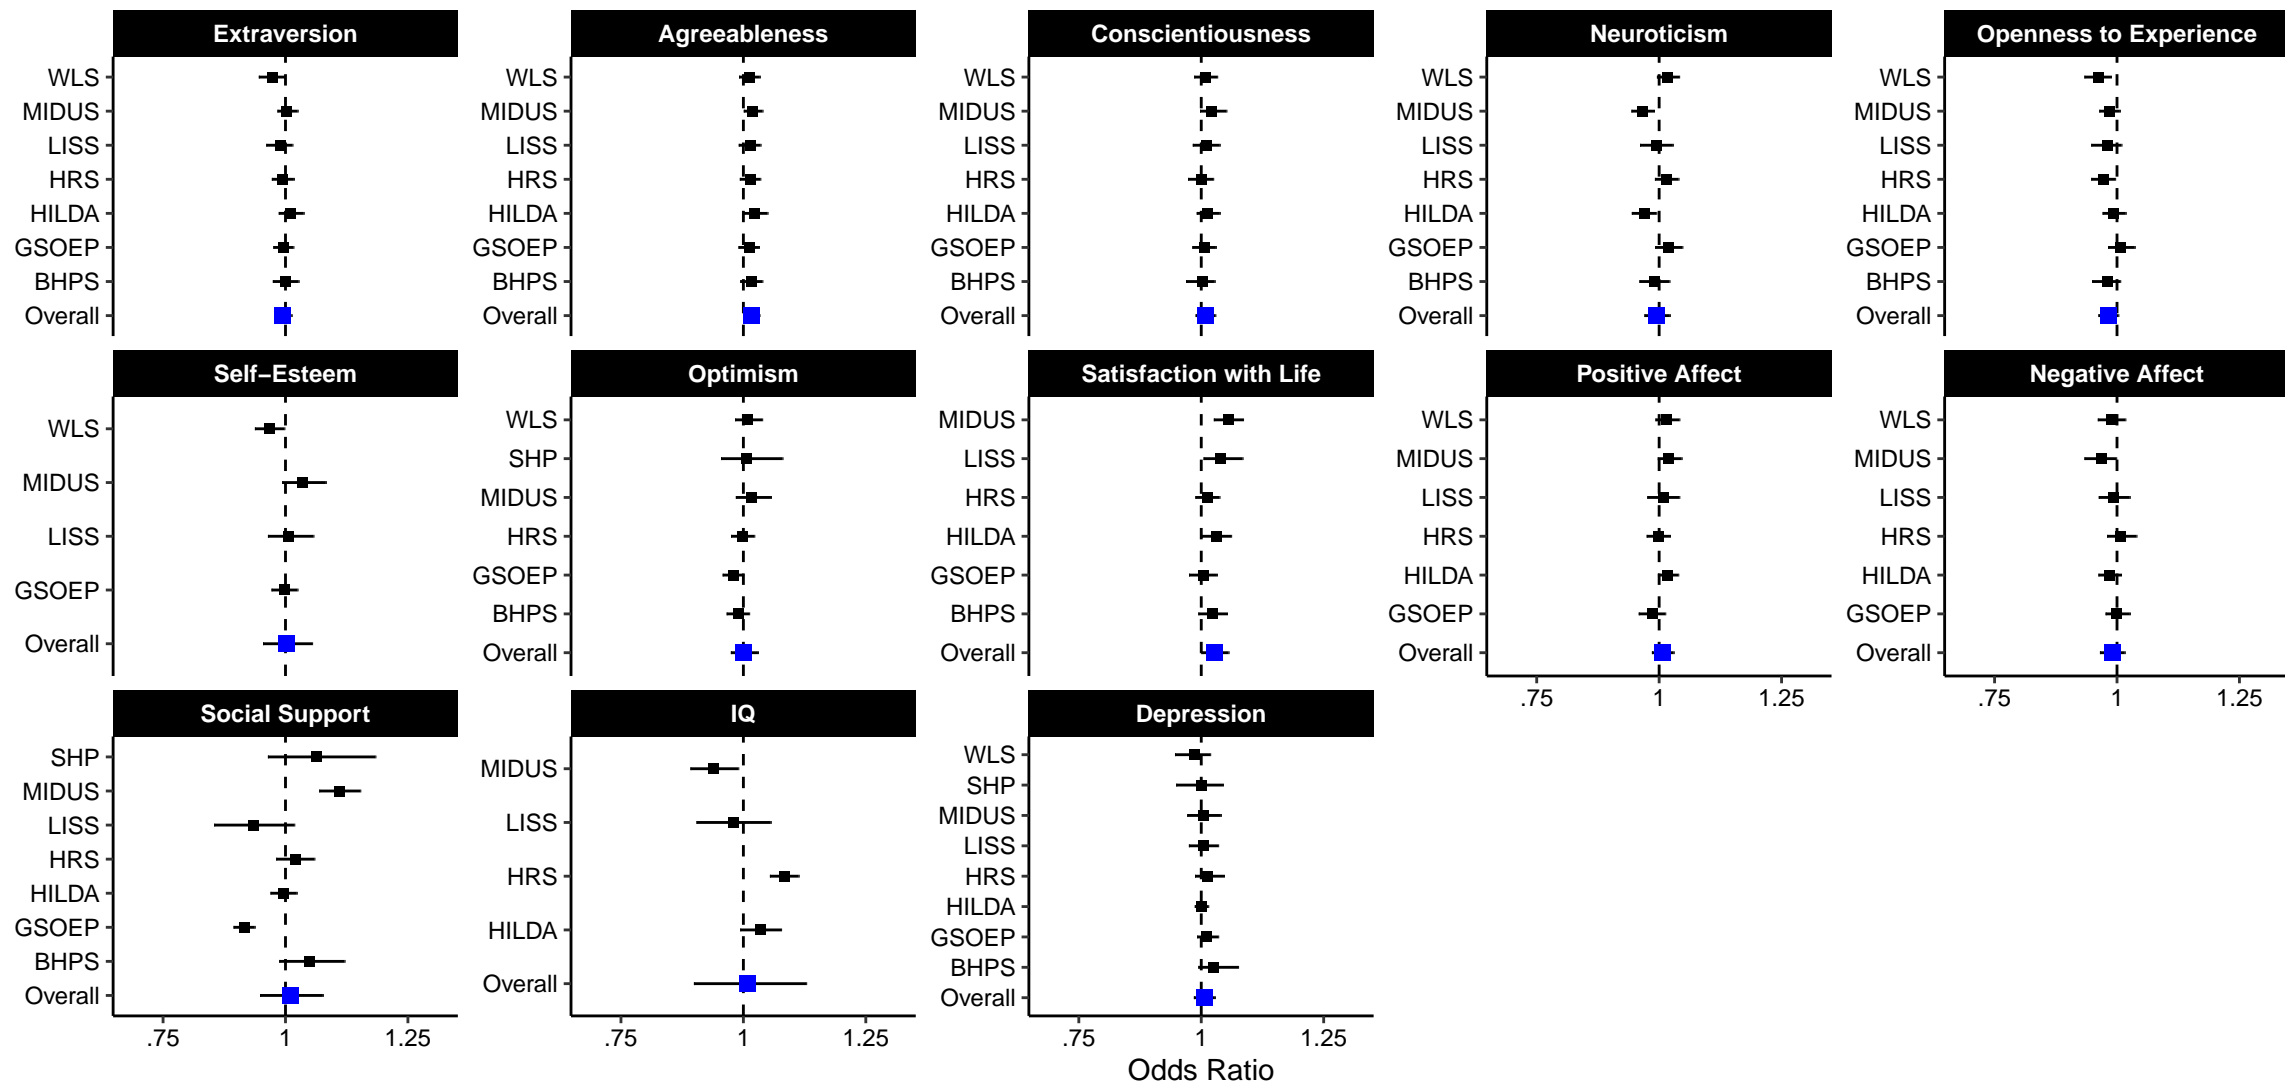 Extraversion
WLS
MIDUS
LISS
HRS
HILDA
GSOEP
BHPS
Overall
Agreeableness
WLS
MIDUS
LISS
HRS
HILDA
GSOEP
BHPS
Overall
Conscientiousness
WLS
MIDUS
LISS
HRS
HILDA
GSOEP
BHPS
Overall
Neuroticism
WLS
MIDUS
LISS
HRS
HILDA
GSOEP
BHPS
Overall
Openness to Experience
WLS
MIDUS
LISS
HRS
HILDA
GSOEP
BHPS
Overall
Self−Esteem
WLS
MIDUS
LISS
GSOEP
Overall
Optimism
WLS
SHP
MIDUS
HRS
GSOEP
BHPS
Overall
Satisfaction with Life
MIDUS
LISS
HRS
HILDA
GSOEP
BHPS
Overall
Positive Affect
WLS
MIDUS
LISS
HRS
HILDA
GSOEP
Overall
.75 1 1.25
Negative Affect
WLS
MIDUS
LISS
HRS
HILDA
GSOEP
Overall
.75 1 1.25
Social Support
SHP
MIDUS
LISS
HRS
HILDA
GSOEP
BHPS
Overall
.75 1 1.25
IQ
MIDUS
LISS
HRS
HILDA
Overall
.75 1 1.25
Depression
WLS
SHP
MIDUS
LISS
HRS
HILDA
GSOEP
BHPS
Overall
.75 1 1.25
Odds Ratio